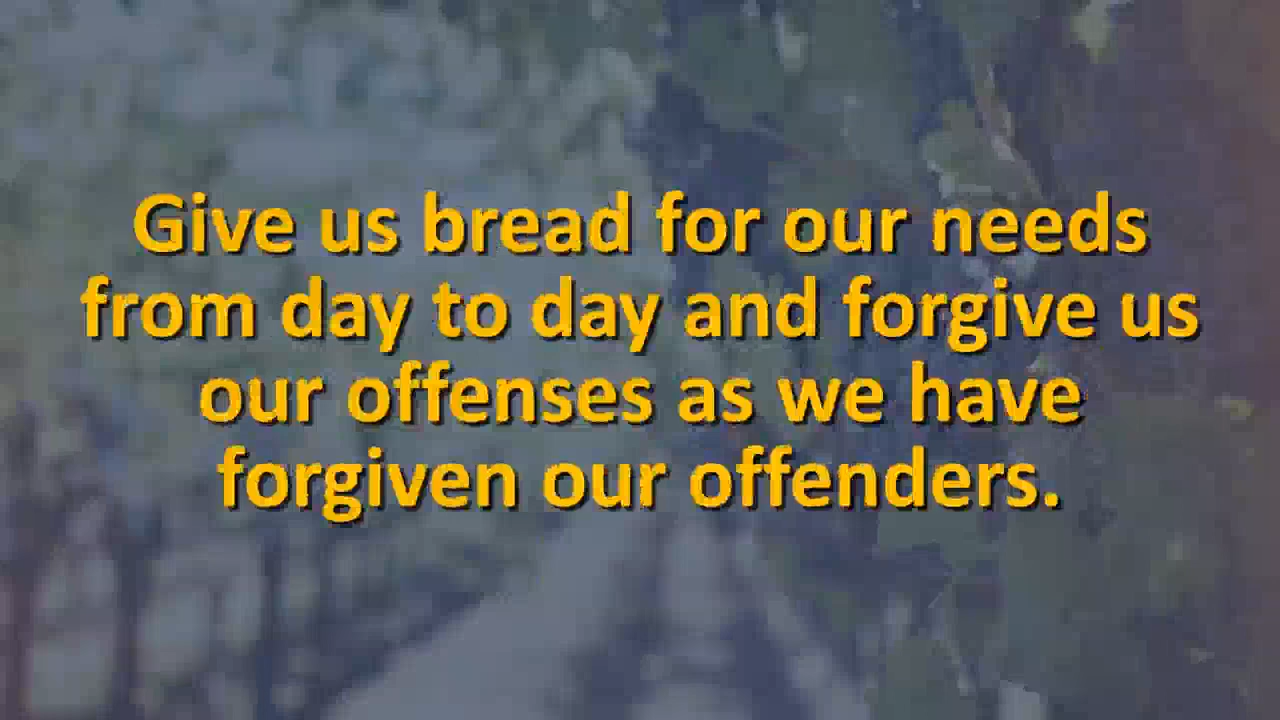 Give us bread for our needs
from day to day and forgive us
our offenses as we have
forgiven our offenders.